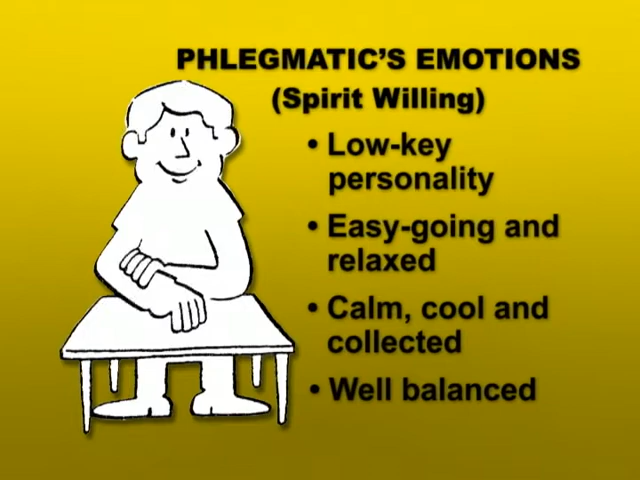 PHLEGMATIC'S EMOTIONS
(Spirit Willing)
• Low-key
personality
• Easy-going and
relaxed
• Calm, cool and
collected
• Well balanced